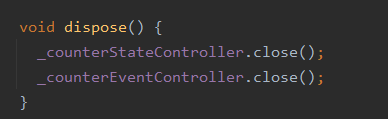 void dispose() {
  _counterStateController.close();
  _counterEventController.close();
}